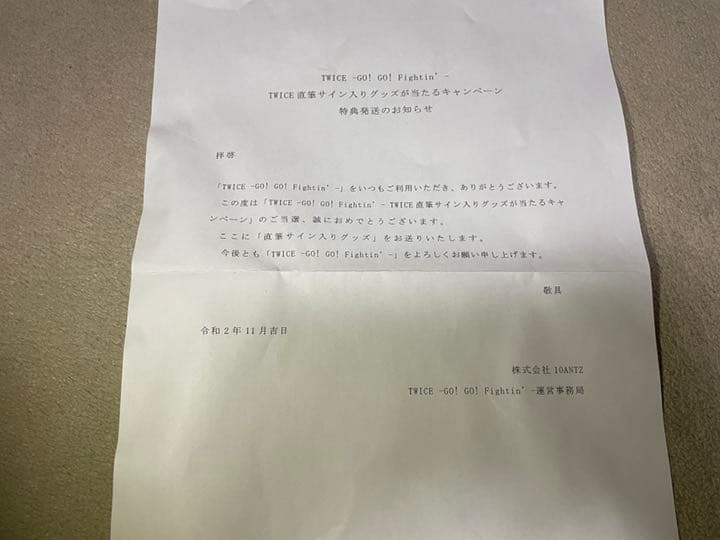 TWICE -GO! GO! Fightin'-
TWICE直筆サイン入りグッズが当たるキャンペーン
特典発送のお知らせ
拝啓
「TWICE -GO! GO! Fightin'-」をいつもご利用いただき、ありがとうございます。
この度は「TWICE -GO! GO! Fightin'- TWICE直筆サイン入りグッズが当たるキャ
ンペーン」のご当選、誠におめでとうございます。
ここに「直筆サイン入りグッズ」をお送りいたします。
今後とも「TWICE -GO! GO! Fightin'-」をよろしくお願い申し上げます。
敬具
令和2年11月吉日
株式会社10ANTZ
TWICE -GO! GO! Fightin'-運営事務局